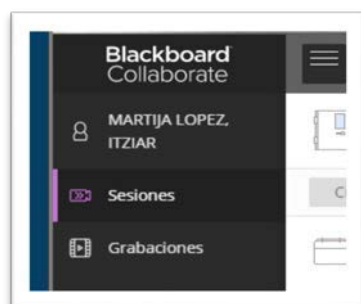 Blackboard
Collaborate
MARTIJA LOPEZ,
ITZIAR
Sesiones
C
Grabaciones